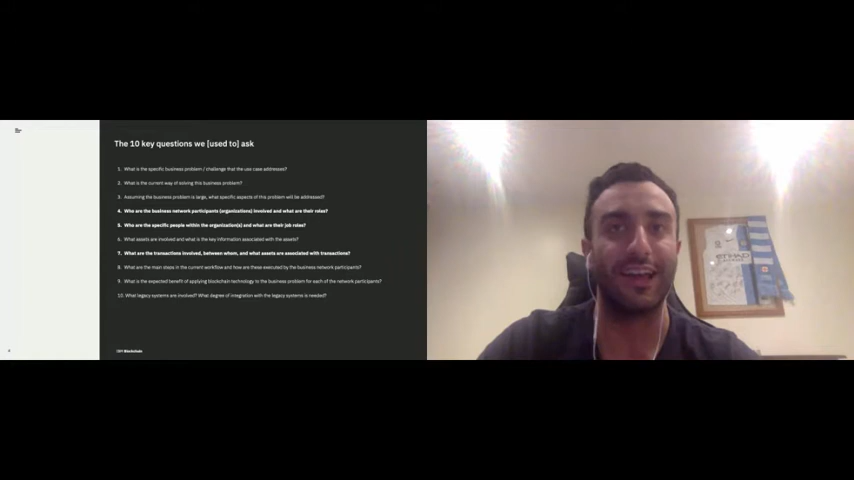 The 10 key questions we [used to] ask
1. What is the specific business problem / challenge that the use case addresses?
2. What is the current way of solving this business problem?
3. Assuming the business problem is large, what specific aspects of this problem will be addressed?
4. Who are the business network participants (organizations) involved and what are their roles?
5. Who are the specific people within the organization(s) and what are their job roles?
6. What assets are involved and what is the key information associated with the assets?
7. What are the transactions involved, between whom, and what assets are associated with transactions?
8. What are the main steps in the current workflow and how are these executed by the business network participants?
9. What is the expected benefit of applying blockchain technology to the business problem for each of the network participants?
10. What legacy systems are involved? What degree of integration with the legacy systems is needed?
IBM Blockchain
ETIHAD